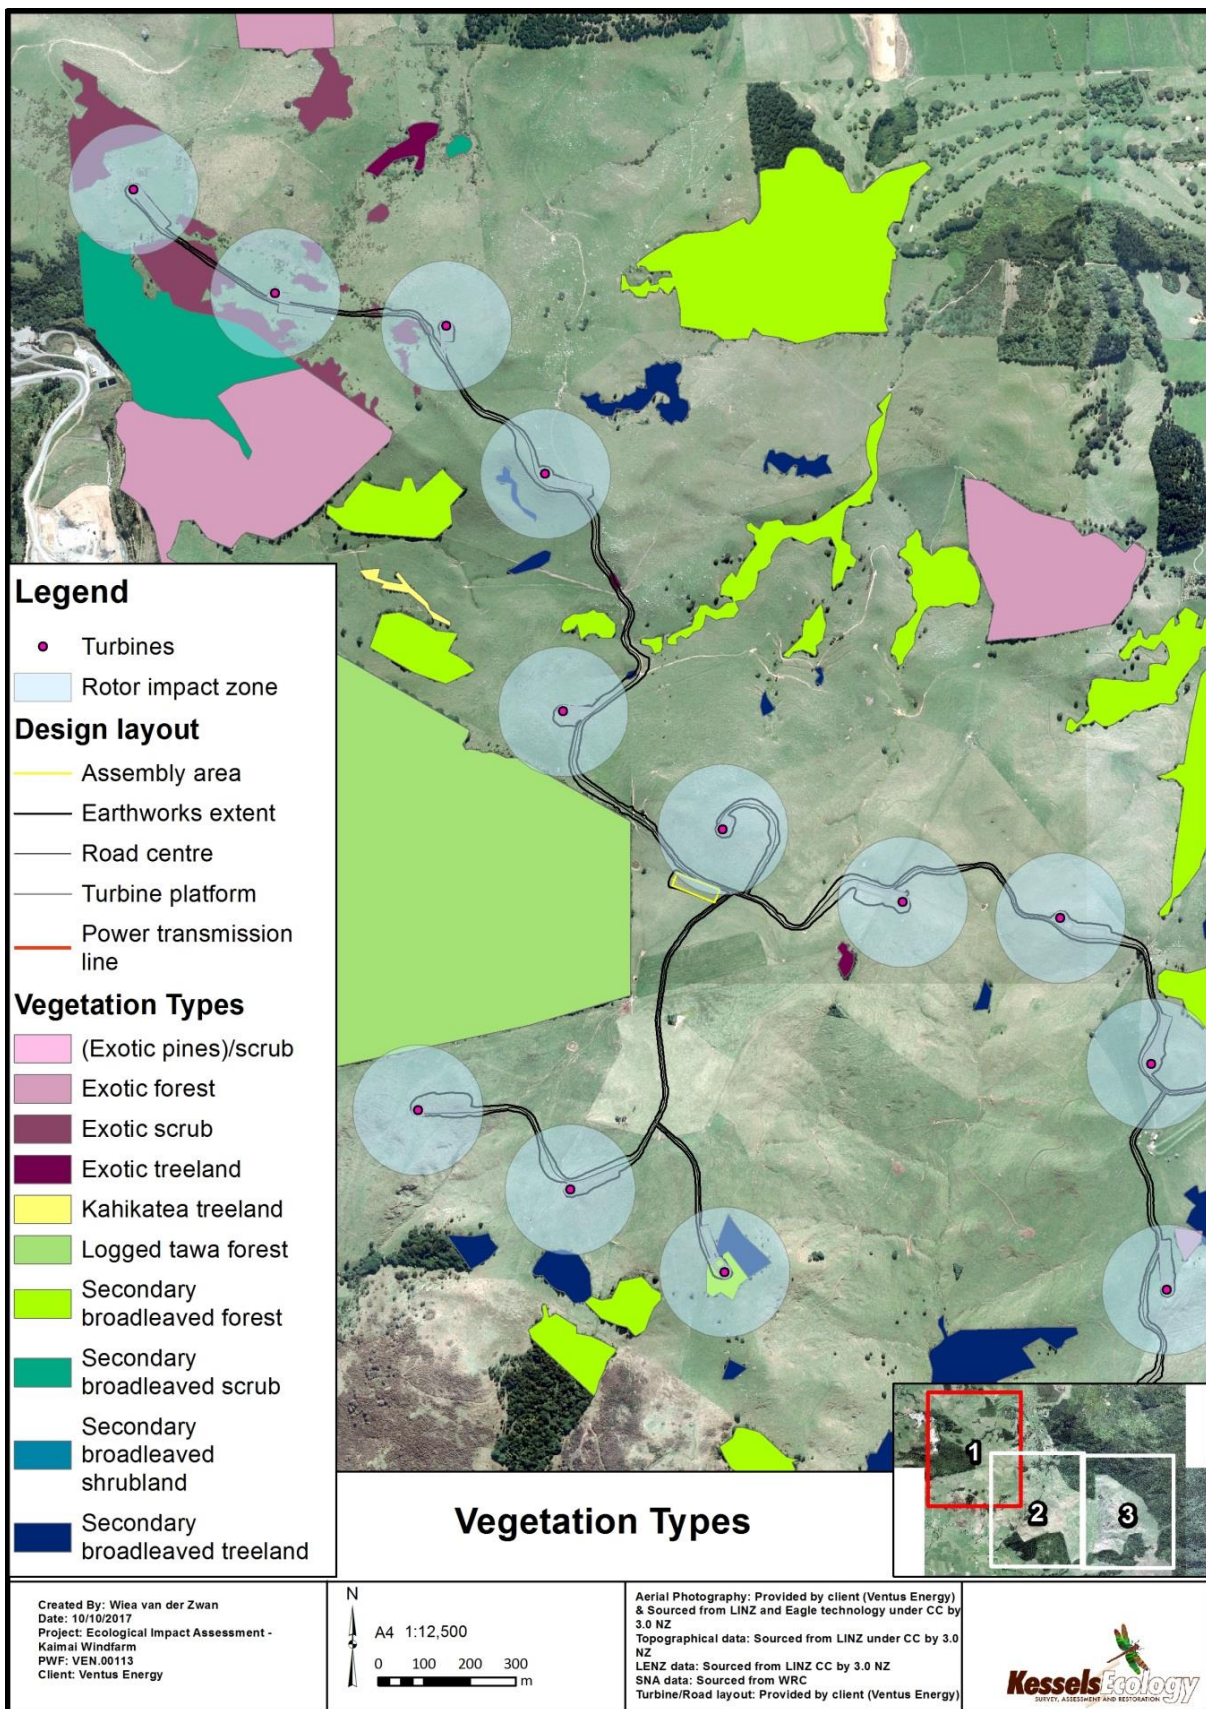 Legend
Turbines
Rotor impact zone
Design layout
Assembly area
Earthworks extent
Road centre
Turbine platform
Power transmission
line
Vegetation Types
(Exotic pines)/scrub
Exotic forest
Exotic scrub
Exotic treeland
Kahikatea treeland
Logged tawa forest
Secondary
broadleaved forest
Secondary
broadleaved scrub
Secondary
broadleaved
shrubland
Secondary
broadleaved treeland
1
2
3
Vegetation Types
Created By: Wiea van der Zwan
Date: 10/10/2017
Project: Ecological Impact Assessment -
Kaimai Windfarm
PWF: VEN.00113
Client: Ventus Energy
N
A4 1:12,500
0 100 200 300
m
Aerial Photography: Provided by client (Ventus Energy)
& Sourced from LINZ and Eagle technology under CC by
3.0 NZ
Topographical data: Sourced from LINZ under CC by 3.0
NZ
LENZ data: Sourced from LINZ CC by 3.0 NZ
SNA data: Sourced from WRC
Turbine/Road layout: Provided by client (Ventus Energy)
KesselsEcology
SURVEY, ASSESSMENT AND RESTORATION